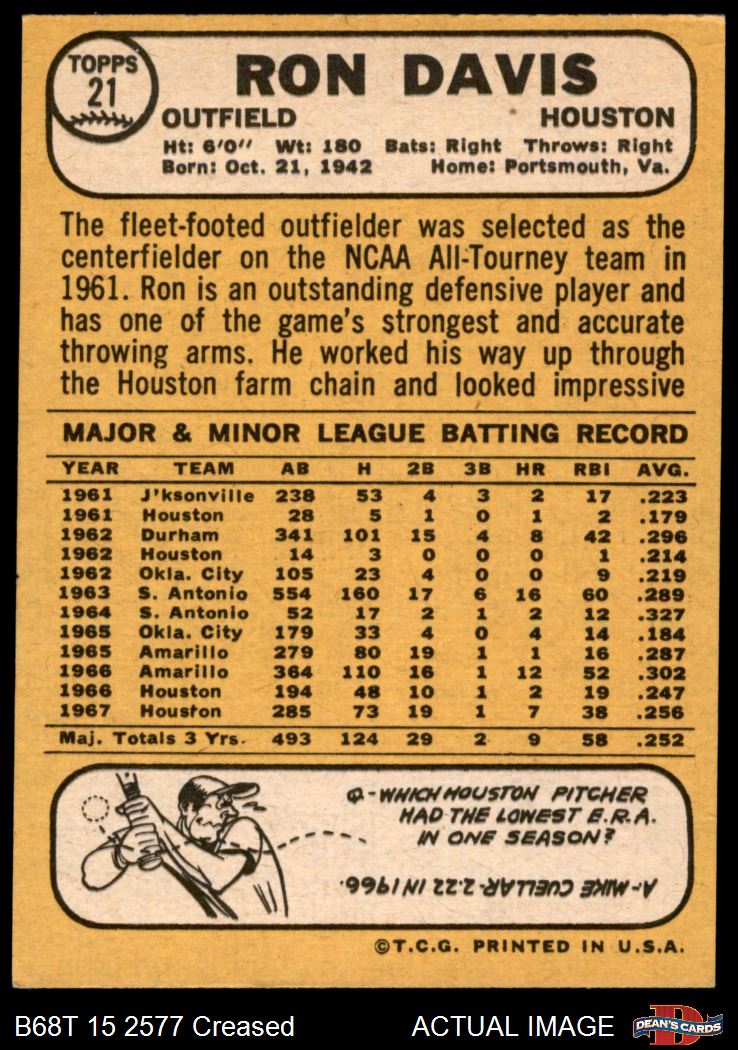 TOPPS
21
RON DAVIS
OUTFIELD HOUSTON
Ht: 6'0" Wt: 180 Bats: Right Throws: Right
Born: Oct. 21, 1942 Home: Portsmouth, Va.
The fleet-footed outfielder was selected as the
centerfielder on the NCAA All-Tourney team in
1961. Ron is an outstanding defensive player and
has one of the game's strongest and accurate
throwing arms. He worked his way up through
the Houston farm chain and looked impressive
MAJOR & MINOR LEAGUE BATTING RECORD
YEAR TEAM AB H 2B 3B HR RBI AVG.
1961 J'ksonville 238 53 4 3 2 17 .223
1961 Houston 28 5 1 0 1 2 .179
1962 Durham 341 101 15 4 8 42 .296
1962 Houston 14 3 0 0 0 1 .214
1962 Okla. City 105 23 4 0 0 9 .219
1963 S. Antonio 554 160 17 6 16 60 .289
1964 S. Antonio 52 17 2 1 2 12 .327
1965 Okla. City 179 33 4 0 4 14 .184
1965 Amarillo 279 80 19 1 1 16 .287
1966 Amarillo 364 110 16 1 12 52 .302
1966 Houston 194 48 10 1 2 19 .247
1967 Houston 285 73 19 1 7 38 .256
Maj. Totals 3 Yrs. 493 124 29 2 9 58 .252
Q-WHICH HOUSTON PITCHER
HAD THE LOWEST E.R.A.
IN ONE SEASON?
A-MIKE CUELLAR-2.22 IN 1966.
©T.C.G. PRINTED IN U.S.A.
B68T 15 2577 Creased ACTUAL IMAGE
DEAN'S CARDS